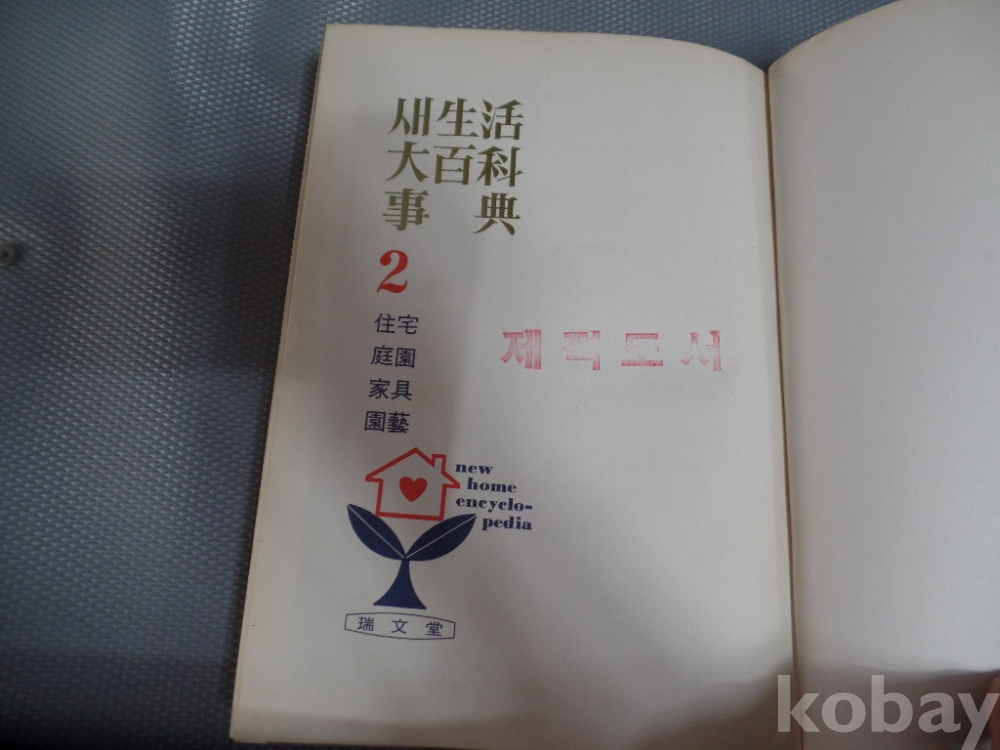 새生活
大百科
事典
2
住宅
庭園
家具
園藝
제적도서
new
home
encyclo-
pedia
瑞文堂
kobay